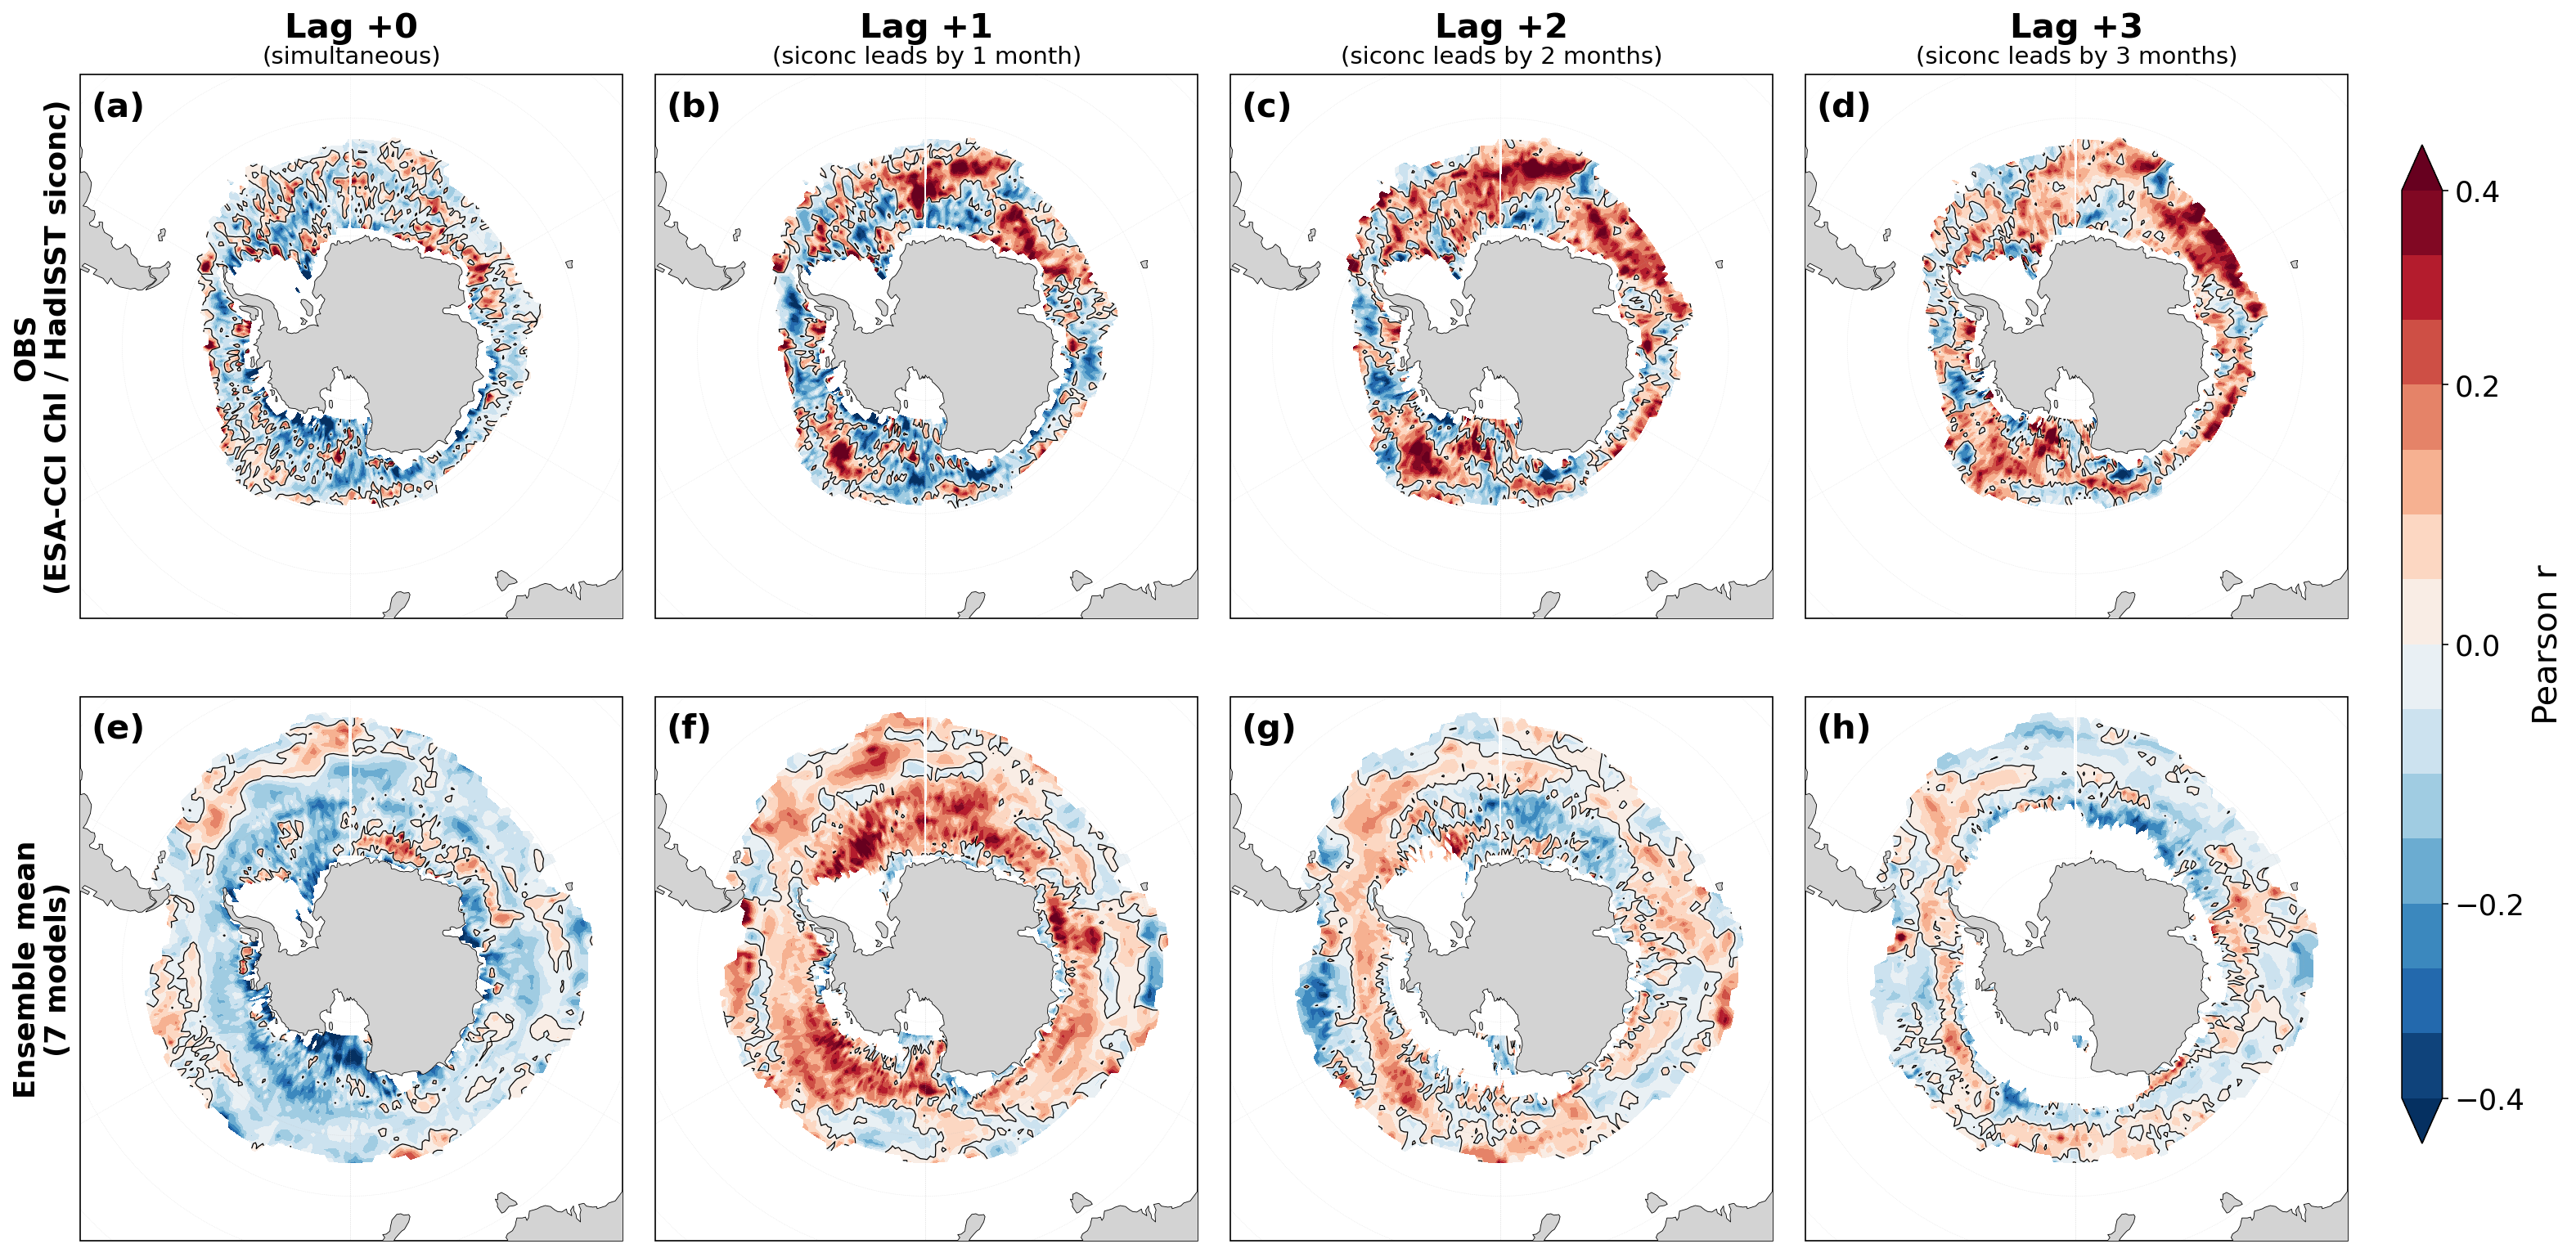 Lag +0
(simultaneous)
Lag +1
(siconc leads by 1 month)
Lag +2
(siconc leads by 2 months)
Lag +3
(siconc leads by 3 months)
OBS
(ESA-CCI Chl / HadISST siconc)
(a)
(b)
(c)
(d)
Ensemble mean
(7 models)
(e)
(f)
(g)
(h)
0.4
0.2
0.0
−0.2
−0.4
Pearson r